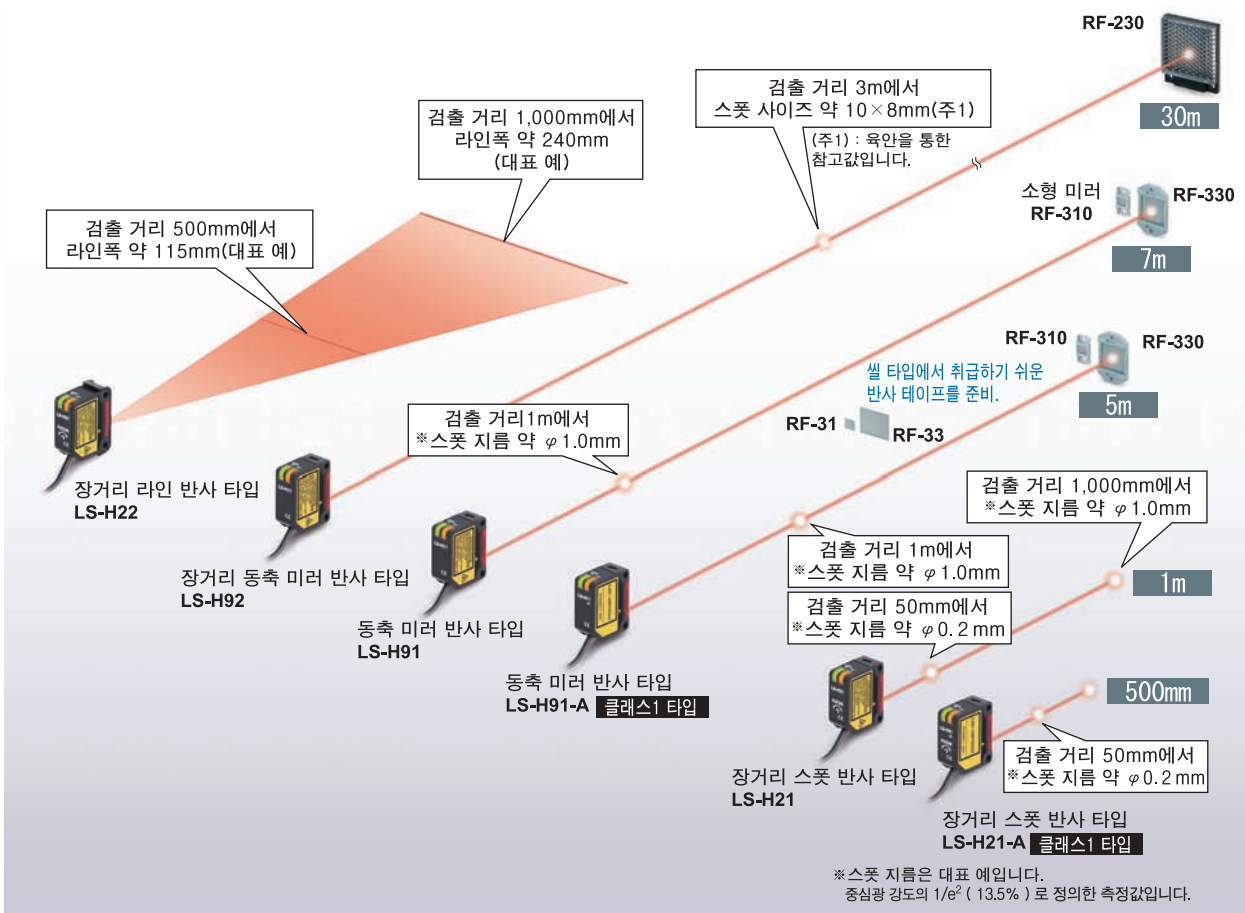 RF-230
30m
검출 거리 3m에서
스폿 사이즈 약 10×8mm(주1)
(주1) : 육안을 통한
참고값입니다.
검출 거리 1,000mm에서
라인폭 약 240mm
(대표 예)
검출 거리 500mm에서
라인폭 약 115mm(대표 예)
소형 미러
RF-310
RF-330
7m
RF-310
RF-330
5m
씰 타입에서 취급하기 쉬운
반사 테이프를 준비.
RF-31
RF-33
검출 거리1m에서
※스폿 지름 약 φ1.0mm
장거리 라인 반사 타입
LS-H22
장거리 동축 미러 반사 타입
LS-H92
동축 미러 반사 타입
LS-H91
동축 미러 반사 타입
LS-H91-A 클래스1 타입
검출 거리 1,000mm에서
※스폿 지름 약 φ1.0mm
검출 거리 1m에서
※스폿 지름 약 φ1.0mm
1m
검출 거리 50mm에서
※스폿 지름 약 φ0.2mm
500mm
검출 거리 50mm에서
※스폿 지름 약 φ0.2mm
장거리 스폿 반사 타입
LS-H21
장거리 스폿 반사 타입
LS-H21-A 클래스1 타입
※스폿 지름은 대표 예입니다.
중심광 강도의 1/e² ( 13.5% ) 로 정의한 측정값입니다.